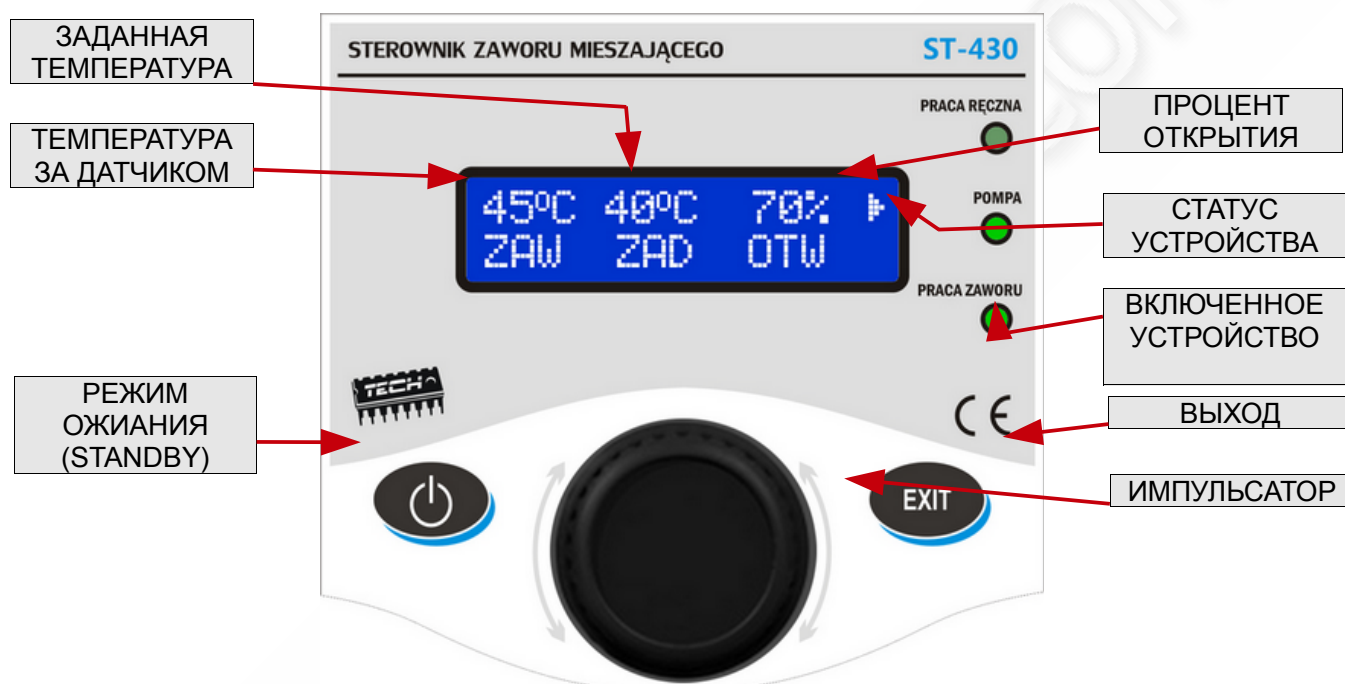 ЗАДАННАЯ
ТЕМПЕРАТУРА
ТЕМПЕРАТУРА
ЗА ДАТЧИКОМ
РЕЖИМ
ОЖИАНИЯ
(STANDBY)
STEROWNIK ZAWORU MIESZAJĄCEGO
ST-430
PRACA RĘCZNA
45ºC 40ºC 70%
ZAW ZAD OTW
POMPA
PRACA ZAWORU
TECH
CE
EXIT
ПРОЦЕНТ
ОТКРЫТИЯ
СТАТУС
УСТРОЙСТВА
ВКЛЮЧЕННОЕ
УСТРОЙСТВО
ВЫХОД
ИМПУЛЬСАТОР